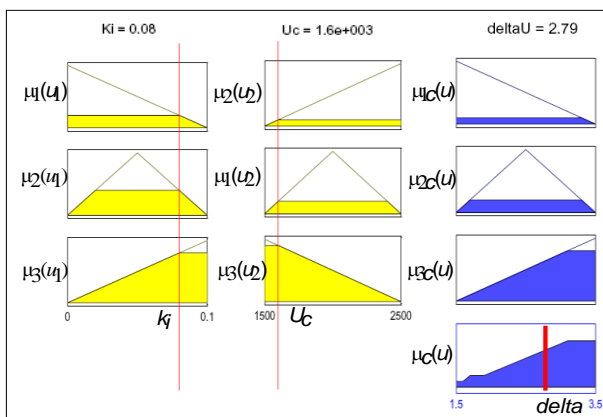 Ki = 0.08 Uc = 1.6e+003 deltaU = 2.79
μ1(u1) μ2(u2) μ1c(u)
μ2(u1) μ1(u2) μ2c(u)
μ3(u1) μ3(u2) μ3c(u)
0 ki 0.1 1500 Uc 2500
μc(u)
1.5 delta 3.5